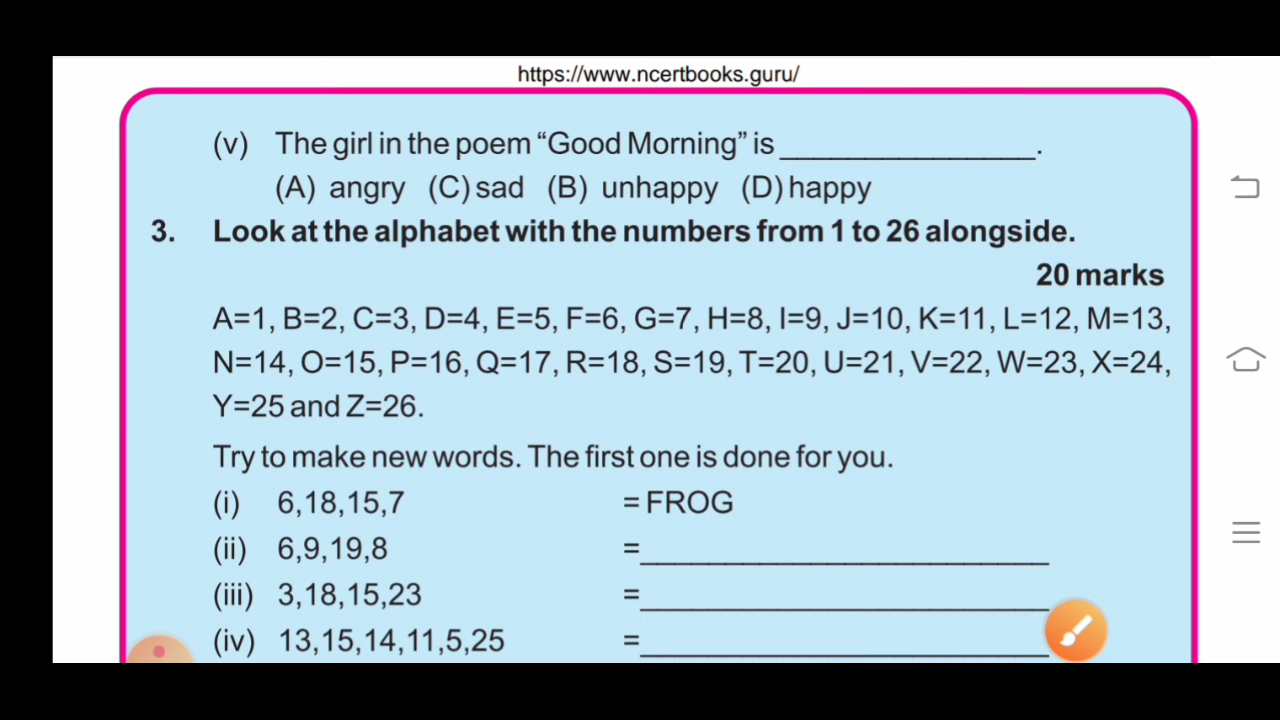 https://www.ncertbooks.guru/
(v) The girl in the poem “Good Morning” is _______________.
(A) angry (C) sad (B) unhappy (D) happy
3. Look at the alphabet with the numbers from 1 to 26 alongside.
20 marks
A=1, B=2, C=3, D=4, E=5, F=6, G=7, H=8, I=9, J=10, K=11, L=12, M=13,
N=14, O=15, P=16, Q=17, R=18, S=19, T=20, U=21, V=22, W=23, X=24,
Y=25 and Z=26.
Try to make new words. The first one is done for you.
(i) 6,18,15,7 = FROG
(ii) 6,9,19,8 =________________________
(iii) 3,18,15,23 =________________________
(iv) 13,15,14,11,5,25 =________________________